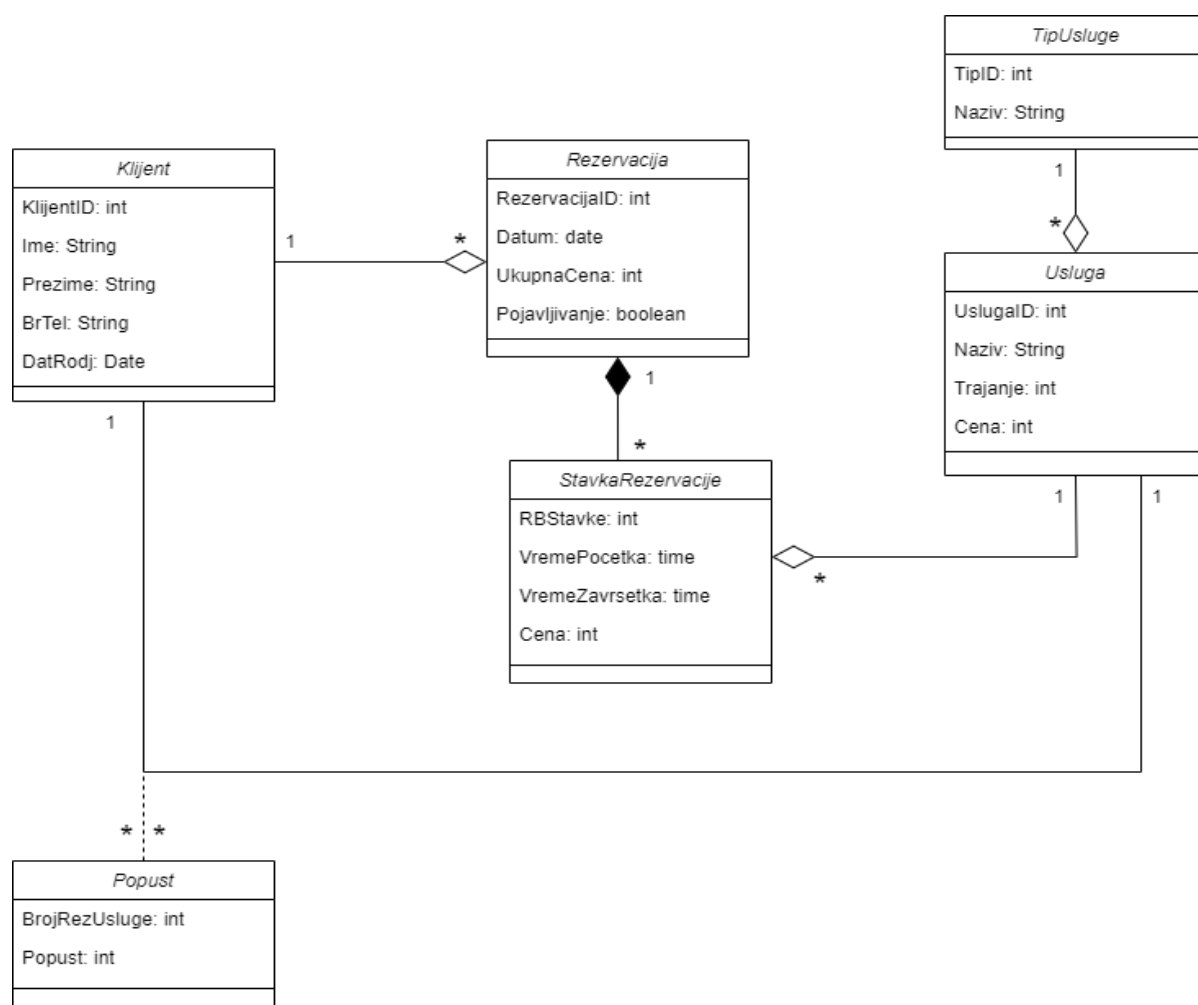 TipUsluge
TipID: int
Naziv: String
1
*
Klijent
KlijentID: int
Ime: String
Prezime: String
BrTel: String
DatRodj: Date
1
1
*
Rezervacija
RezervacijaID: int
Datum: date
UkupnaCena: int
Pojavljivanje: boolean
1
*
Usluga
UslugaID: int
Naziv: String
Trajanje: int
Cena: int
1
1
StavkaRezervacije
RBStavke: int
VremePocetka: time
VremeZavrsetka: time
Cena: int
*
* *
Popust
BrojRezUsluge: int
Popust: int